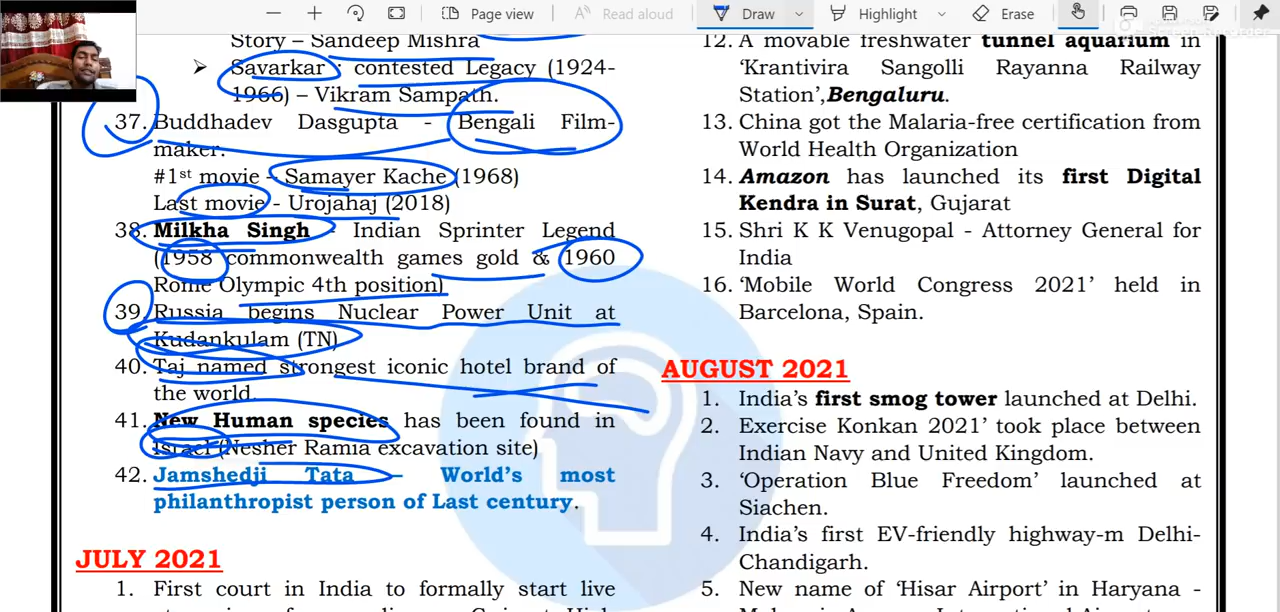 Page view
Read aloud
Draw
Highlight
Erase
Story – Sandeep Mishra
➤ Savarkar contested Legacy (1924-
1966) – Vikram Sampath.
37. Buddhadev Dasgupta - Bengali Film-
maker.
#1st movie – Samayer Kache (1968)
Last movie - Urojahaj (2018)
38. Milkha Singh - Indian Sprinter Legend
(1958 commonwealth games gold & 1960
Rome Olympic 4th position)
39. Russia begins Nuclear Power Unit at
Kudankulam (TN)
40. Taj named strongest iconic hotel brand of
the world.
41. New Human species has been found in
Israel (Nesher Ramia excavation site)
42. Jamshedji Tata – World's most
philanthropist person of Last century.
JULY 2021
1. First court in India to formally start live
12. A movable freshwater tunnel aquarium in
'Krantivira Sangolli Rayanna Railway
Station', Bengaluru.
13. China got the Malaria-free certification from
World Health Organization
14. Amazon has launched its first Digital
Kendra in Surat, Gujarat
15. Shri K K Venugopal - Attorney General for
India
16. 'Mobile World Congress 2021' held in
Barcelona, Spain.
AUGUST 2021
1. India's first smog tower launched at Delhi.
2. Exercise Konkan 2021' took place between
Indian Navy and United Kingdom.
3. 'Operation Blue Freedom' launched at
Siachen.
4. India's first EV-friendly highway-m Delhi-
Chandigarh.
5. New name of 'Hisar Airport' in Haryana -